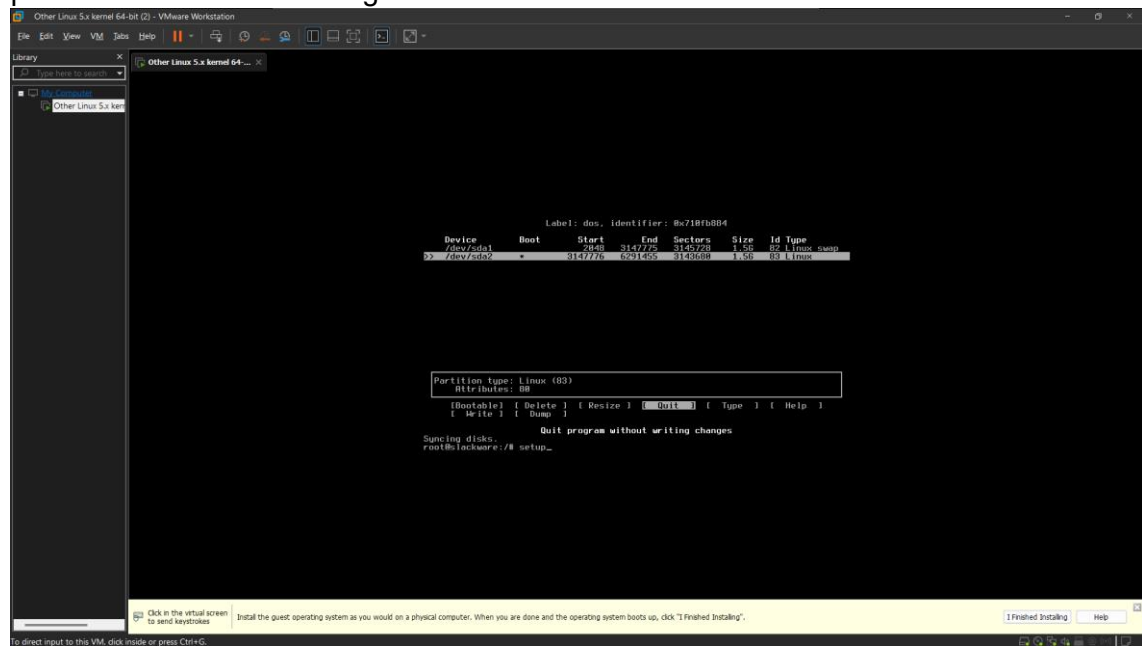 Other Linux 5.x kernel 64-bit (2) - VMware Workstation
File Edit View VM Tabs Help
Library
Type here to search
Other Linux 5.x kernel 64-...
My Computer
Other Linux 5.x kern
Label: dos, identifier: 0x710fb884
Device Boot Start End Sectors Size Id Type
/dev/sda1 2048 3147775 3145728 1.5G 82 Linux swap
>> /dev/sda2 * 3147776 6291455 3143680 1.5G 83 Linux
Partition type: Linux (83)
Attributes: 80
[Bootable] [ Delete ] [ Resize ] [ Quit ] [ Type ] [ Help ]
[ Write ] [ Dump ]
Quit program without writing changes
Syncing disks.
root@slackware:/# setup_
Click in the virtual screen
to send keystrokes
Install the guest operating system as you would on a physical computer. When you are done and the operating system boots up, click "I Finished Installing".
I Finished Installing
Help
To direct input to this VM, click inside or press Ctrl+G.